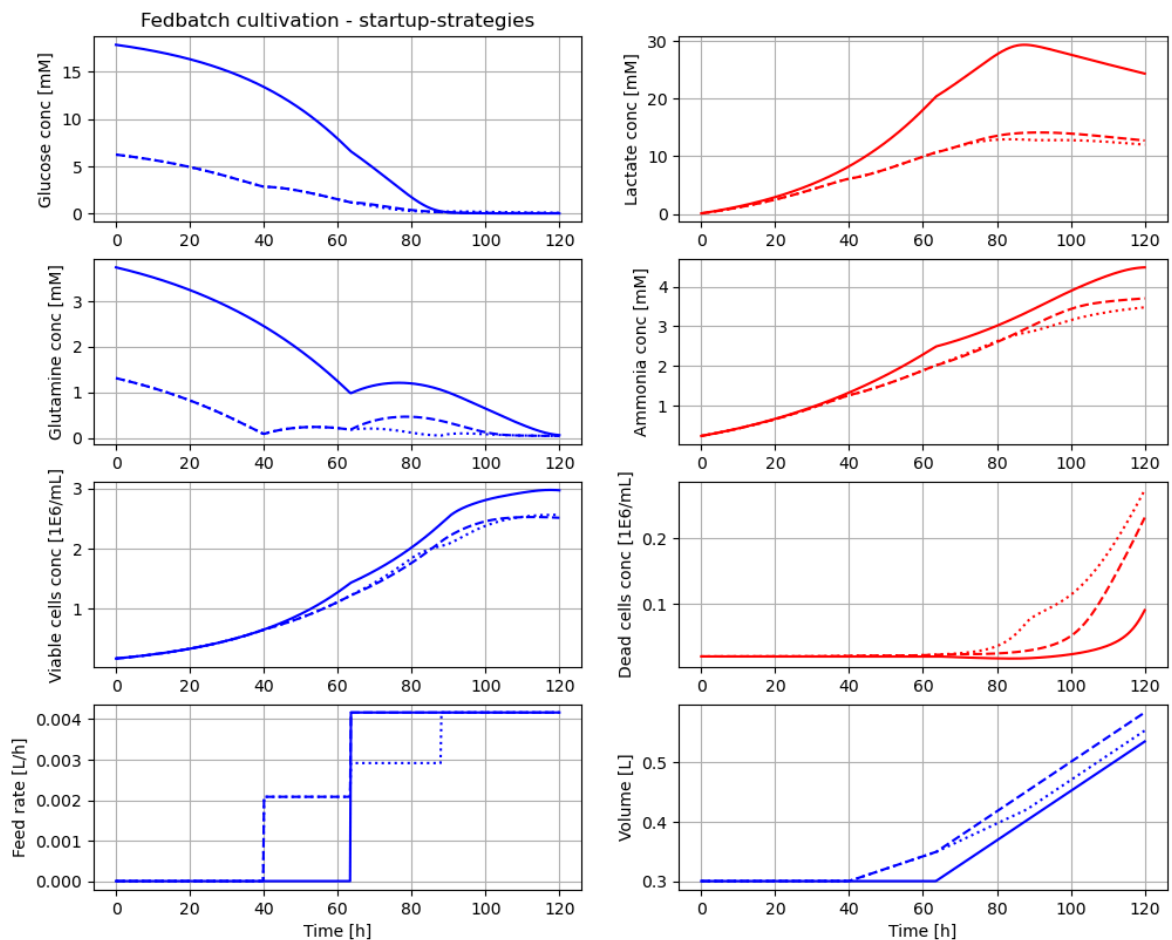 Fedbatch cultivation - startup-strategies
Glucose conc [mM]
15
10
5
0
0 20 40 60 80 100 120
Lactate conc [mM]
30
20
10
0
0 20 40 60 80 100 120
Glutamine conc [mM]
3
2
1
0
0 20 40 60 80 100 120
Ammonia conc [mM]
4
3
2
1
0 20 40 60 80 100 120
Viable cells conc [1E6/mL]
3
2
1
0 20 40 60 80 100 120
Dead cells conc [1E6/mL]
0.2
0.1
0 20 40 60 80 100 120
Feed rate [L/h]
0.004
0.003
0.002
0.001
0.000
0 20 40 60 80 100 120
Time [h]
Volume [L]
0.5
0.4
0.3
0 20 40 60 80 100 120
Time [h]